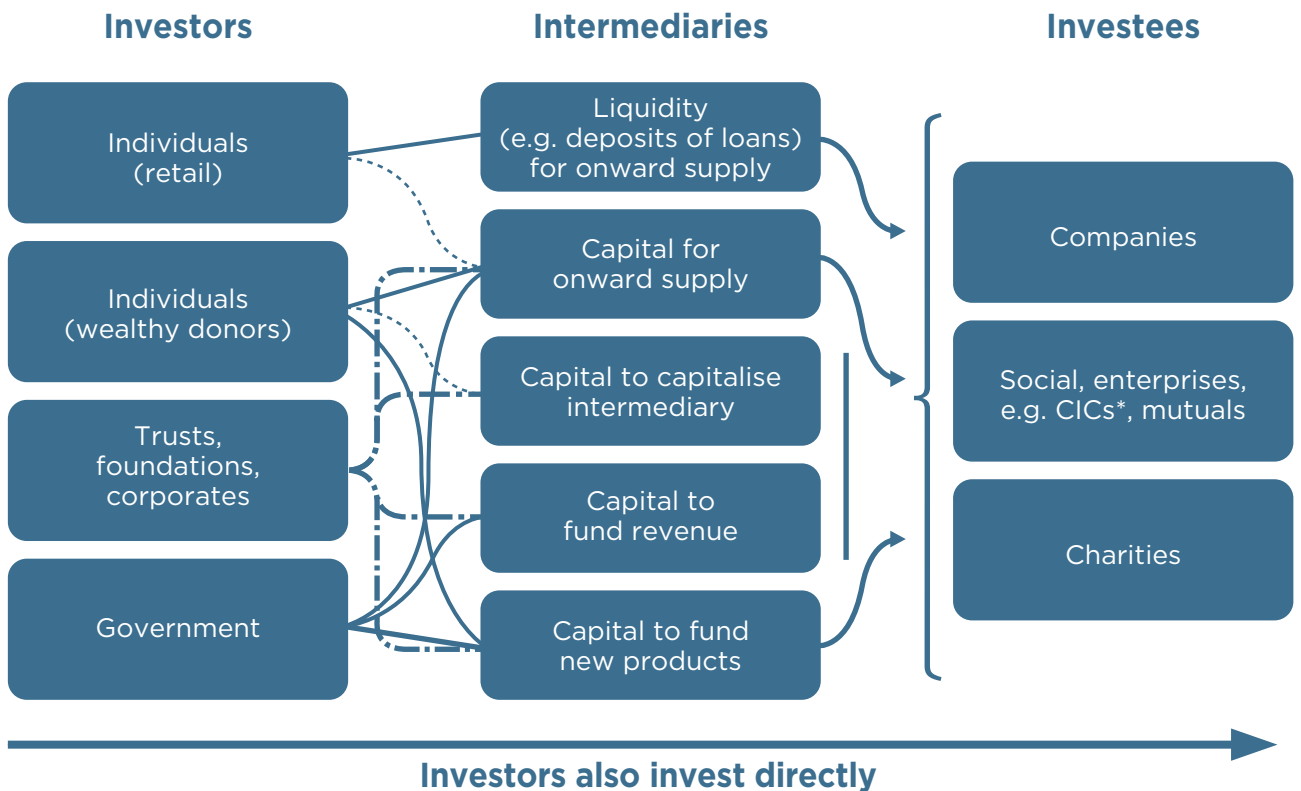 Investors
Intermediaries
Investees
Individuals
(retail)
Individuals
(wealthy donors)
Trusts,
foundations,
corporates
Government
Liquidity
(e.g. deposits of loans)
for onward supply
Capital for
onward supply
Capital to capitalise
intermediary
Capital to
fund revenue
Capital to fund
new products
Companies
Social, enterprises,
e.g. CICs*, mutuals
Charities
Investors also invest directly